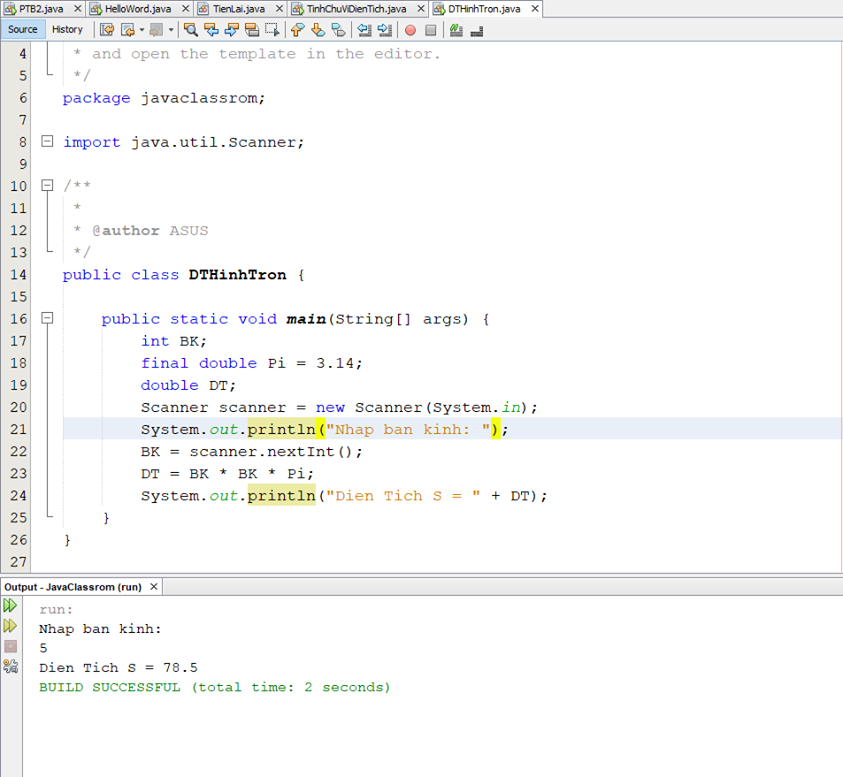 PTB2.java × HelloWord.java × TienLai.java × TinhChuViDienTich.java × DTHinhTron.java ×
Source History
4 * and open the template in the editor.
5 */
6 package javaclassrom;
7
8 import java.util.Scanner;
9
10 /**
11 *
12 * @author ASUS
13 */
14 public class DTHinhTron {
15
16 public static void main(String[] args) {
17 int BK;
18 final double Pi = 3.14;
19 double DT;
20 Scanner scanner = new Scanner(System.in);
21 System.out.println("Nhap ban kinh: ");
22 BK = scanner.nextInt();
23 DT = BK * BK * Pi;
24 System.out.println("Dien Tich S = " + DT);
25 }
26 }
27
Output - JavaClassrom (run) ×
run:
Nhap ban kinh:
5
Dien Tich S = 78.5
BUILD SUCCESSFUL (total time: 2 seconds)